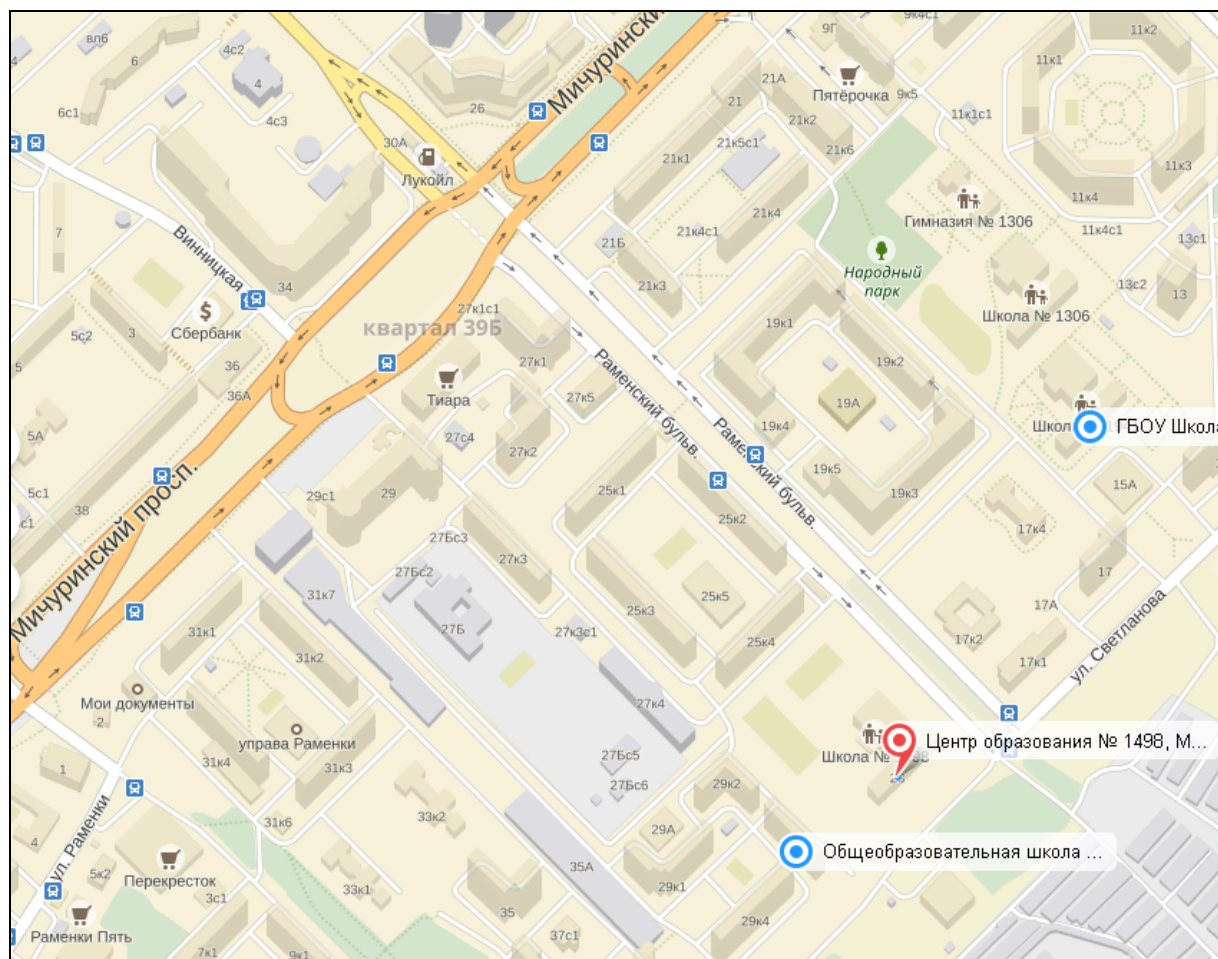 вл6
6
4с2
4
4с3
6с1
26
30А
Лукойл
Мичуринский
9Г
9к4с1
11к2
11к1
Пятёрочка
9к5
21А
21
21к2
11к1с1
21к5с1
21к6
21к1
11к3
11к4
21к4
Гимназия № 1306
7
Винницкая
21Б
21к4с1
11к4с1
13с1
Народный
парк
13с2
13
34
21к3
Школа № 1306
Сбербанк
5с2
3
27к1с1
квартал 39Б
19к1
36
27к1
19к2
5
36А
Тиара
27к5
19А
Раменский бульв.
Раменский бульв.
19к4
Школ
ГБОУ Школа
5А
27с4
27к2
19к5
5с1
29с1
29
25к1
19к3
15А
38
с1
Мичуринский просп.
25к2
17к4
27Бс3
27к3
27Бс2
17
31к7
25к5
17А
27Б
25к3
31к1
27к3с1
25к4
17к2
ул. Светланова
31к2
17к1
Мои документы
2
27к4
управа Раменки
Школа №
Центр образования № 1498, М...
31к4
31к3
27Бс5
1
27Бс6
29к2
31к6
33к2
29А
4
ул. Раменки
Общеобразовательная школа ...
35А
5к2
Перекресток
33к1
29к1
3с1
35
29к4
Раменки Пять
37с1
7к1
9к1